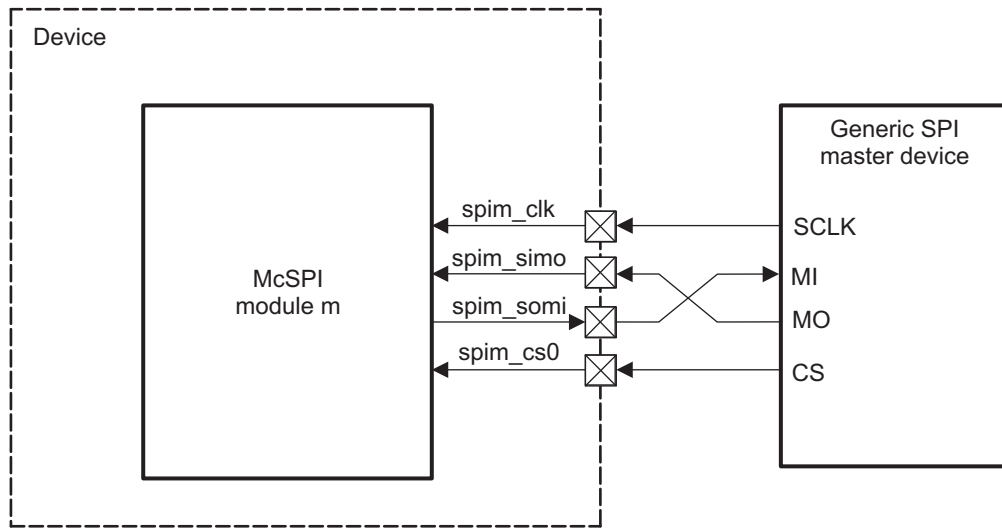 Device
Generic SPI
master device
spim_clk
SCLK
spim_simo
MI
McSPI
module m
spim_somi
MO
spim_cs0
CS